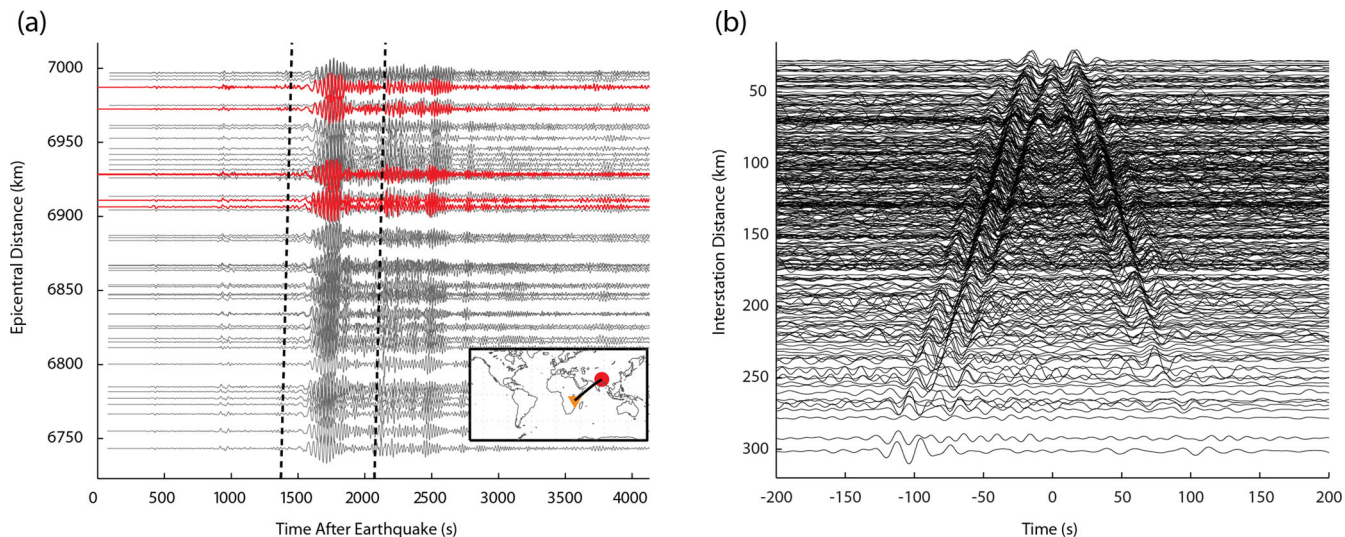 (a)
7000
6950
6900
6850
6800
6750
Epicentral Distance (km)
0 500 1000 1500 2000 2500 3000 3500 4000
Time After Earthquake (s)
(b)
50
100
150
200
250
300
Interstation Distance (km)
-200 -150 -100 -50 0 50 100 150 200
Time (s)